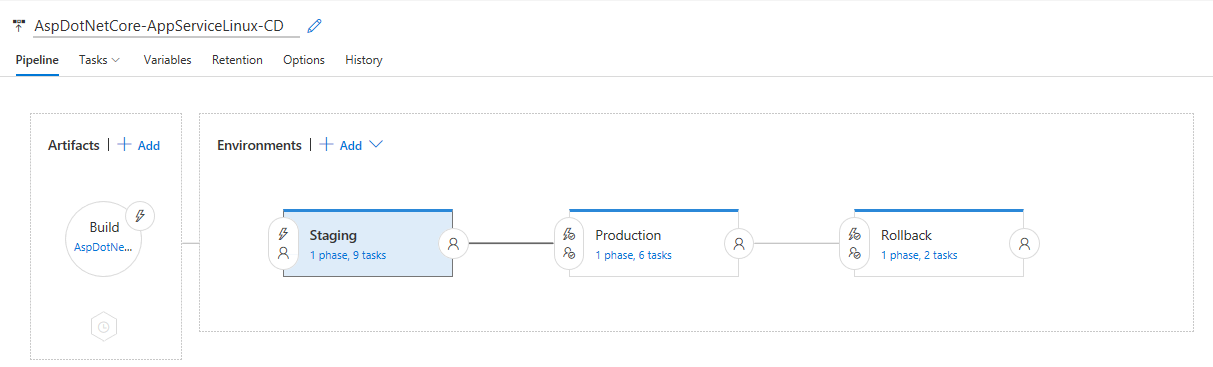 AspDotNetCore-AppServiceLinux-CD
Pipeline Tasks Variables Retention Options History
Artifacts | + Add
Environments | + Add
Build
AspDotNe...
Staging
1 phase, 9 tasks
Production
1 phase, 6 tasks
Rollback
1 phase, 2 tasks